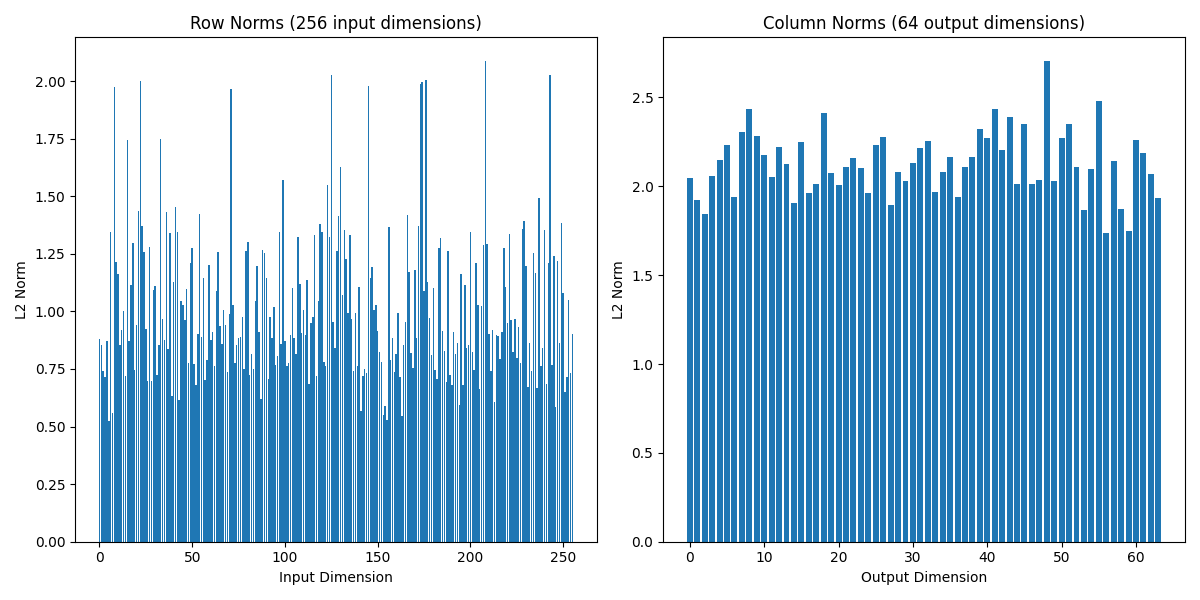 Row Norms (256 input dimensions)
L2 Norm
2.00
1.75
1.50
1.25
1.00
0.75
0.50
0.25
0.00
0 50 100 150 200 250
Input Dimension
Column Norms (64 output dimensions)
L2 Norm
2.5
2.0
1.5
1.0
0.5
0.0
0 10 20 30 40 50 60
Output Dimension